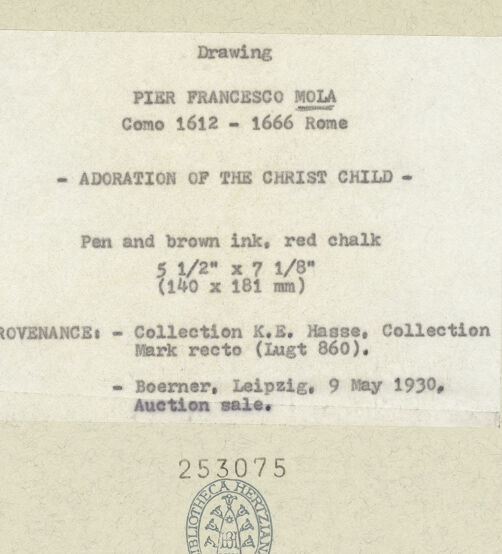 Drawing
PIER FRANCESCO MOLA
Como 1612 - 1666 Rome
- ADORATION OF THE CHRIST CHILD -
Pen and brown ink, red chalk
5 1/2" x 7 1/8"
(140 x 181 mm)
ROVENANCE: - Collection K.E. Hasse, Collection
Mark recto (Lugt 860).
- Boerner, Leipzig, 9 May 1930,
Auction sale.
253075
BIBLIOTHECA HERTZIANA